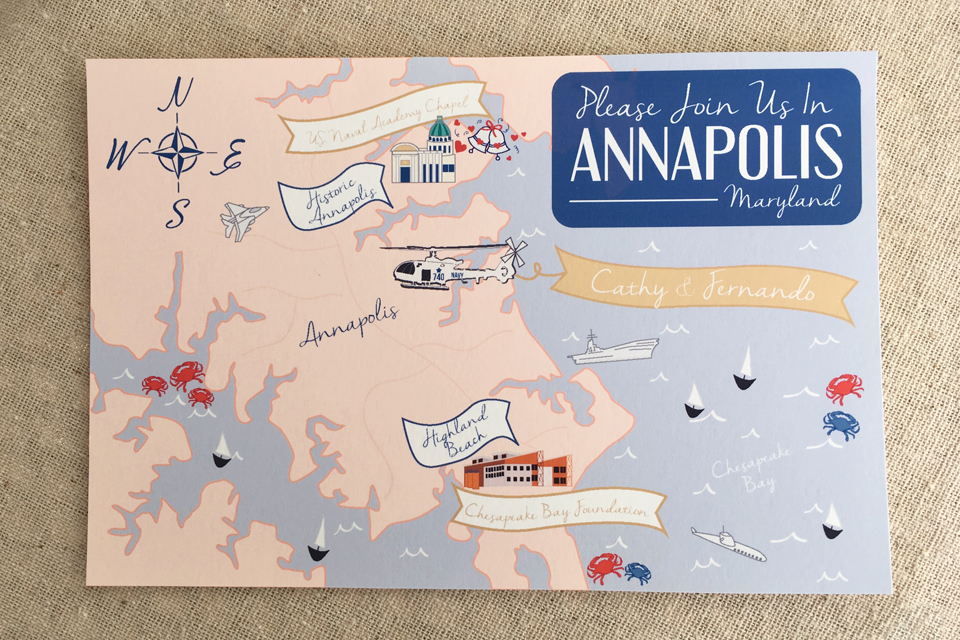 Please Join Us In
ANNAPOLIS
Maryland
N
W E
S
US Naval Academy Chapel
Historic
Annapolis
740 NAVY
Cathy & Fernando
Annapolis
Highland
Beach
Chesapeake
Bay
Chesapeake Bay Foundation